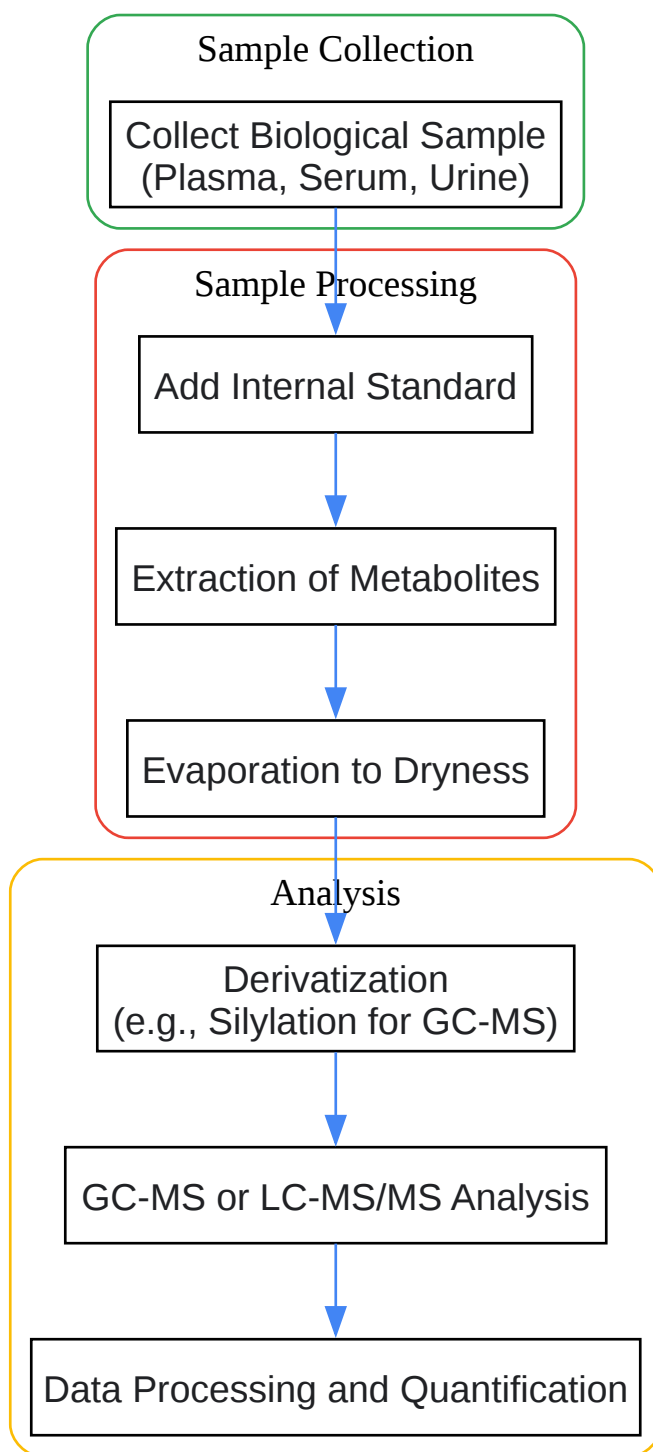 Sample Collection
Collect Biological Sample
(Plasma, Serum, Urine)
Sample Processing
Add Internal Standard
Extraction of Metabolites
Evaporation to Dryness
Analysis
Derivatization
(e.g., Silylation for GC-MS)
GC-MS or LC-MS/MS Analysis
Data Processing and Quantification